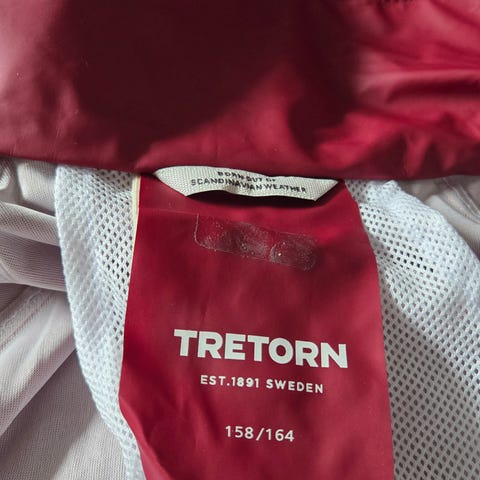 BORN OUT OF
SCANDINAVIAN WEATHER
TRETORN
EST.1891 SWEDEN
158/164